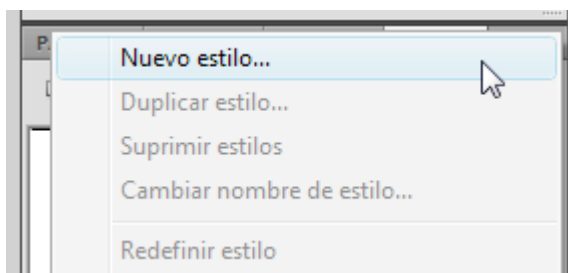 Nuevo estilo...
Duplicar estilo...
Suprimir estilos
Cambiar nombre de estilo...
Redefinir estilo